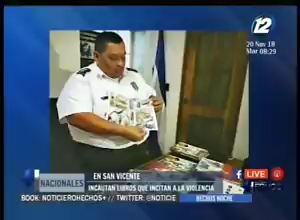 12
20 Nov 18
Mar 08:29
EN SAN VICENTE
NACIONALES
INCAUTAN LIBROS QUE INCITAN A LA VIOLENCIA
LIVE
HECHOS NOCHE
BOOK: NOTICIEROHECHOS+ / TWITTER: @NOTICIE